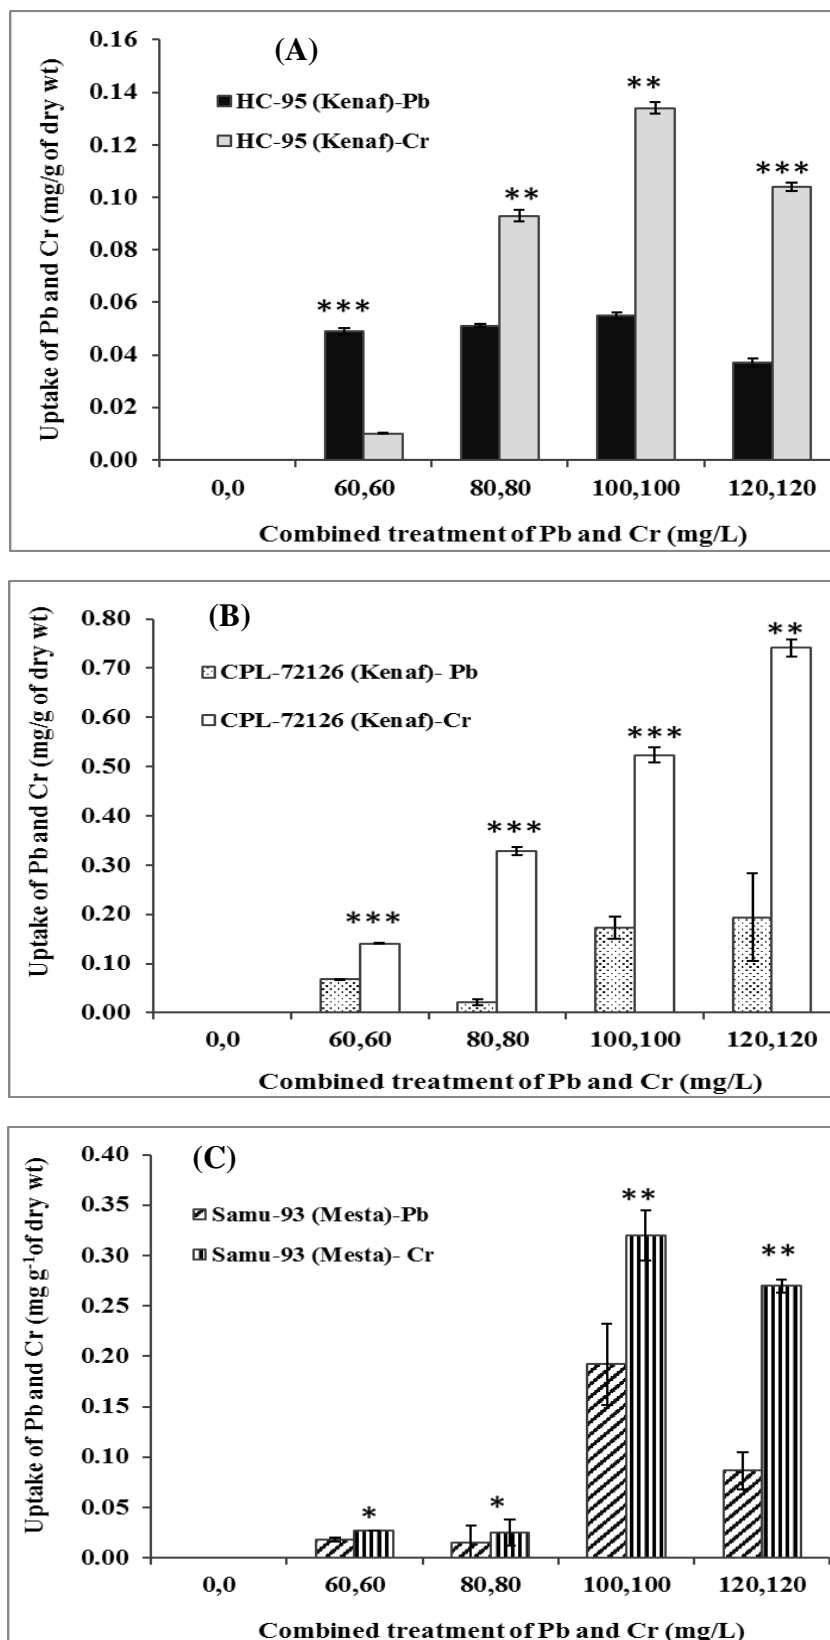 (A)
0.16
0.14
0.12
0.10
0.08
0.06
0.04
0.02
0.00
Uptake of Pb and Cr (mg/g of dry wt)
HC-95 (Kenaf)-Pb
HC-95 (Kenaf)-Cr
***
**
**
***
0,0 60,60 80,80 100,100 120,120
Combined treatment of Pb and Cr (mg/L)
(B)
0.80
0.70
0.60
0.50
0.40
0.30
0.20
0.10
0.00
Uptake of Pb and Cr (mg/g of dry wt)
CPL-72126 (Kenaf)- Pb
CPL-72126 (Kenaf)-Cr
***
***
***
**
0,0 60,60 80,80 100,100 120,120
Combined treatment of Pb and Cr (mg/L)
(C)
0.40
0.35
0.30
0.25
0.20
0.15
0.10
0.05
0.00
Uptake of Pb and Cr (mg g⁻¹of dry wt)
Samu-93 (Mesta)-Pb
Samu-93 (Mesta)- Cr
*
*
**
**
0,0 60,60 80,80 100,100 120,120
Combined treatment of Pb and Cr (mg/L)